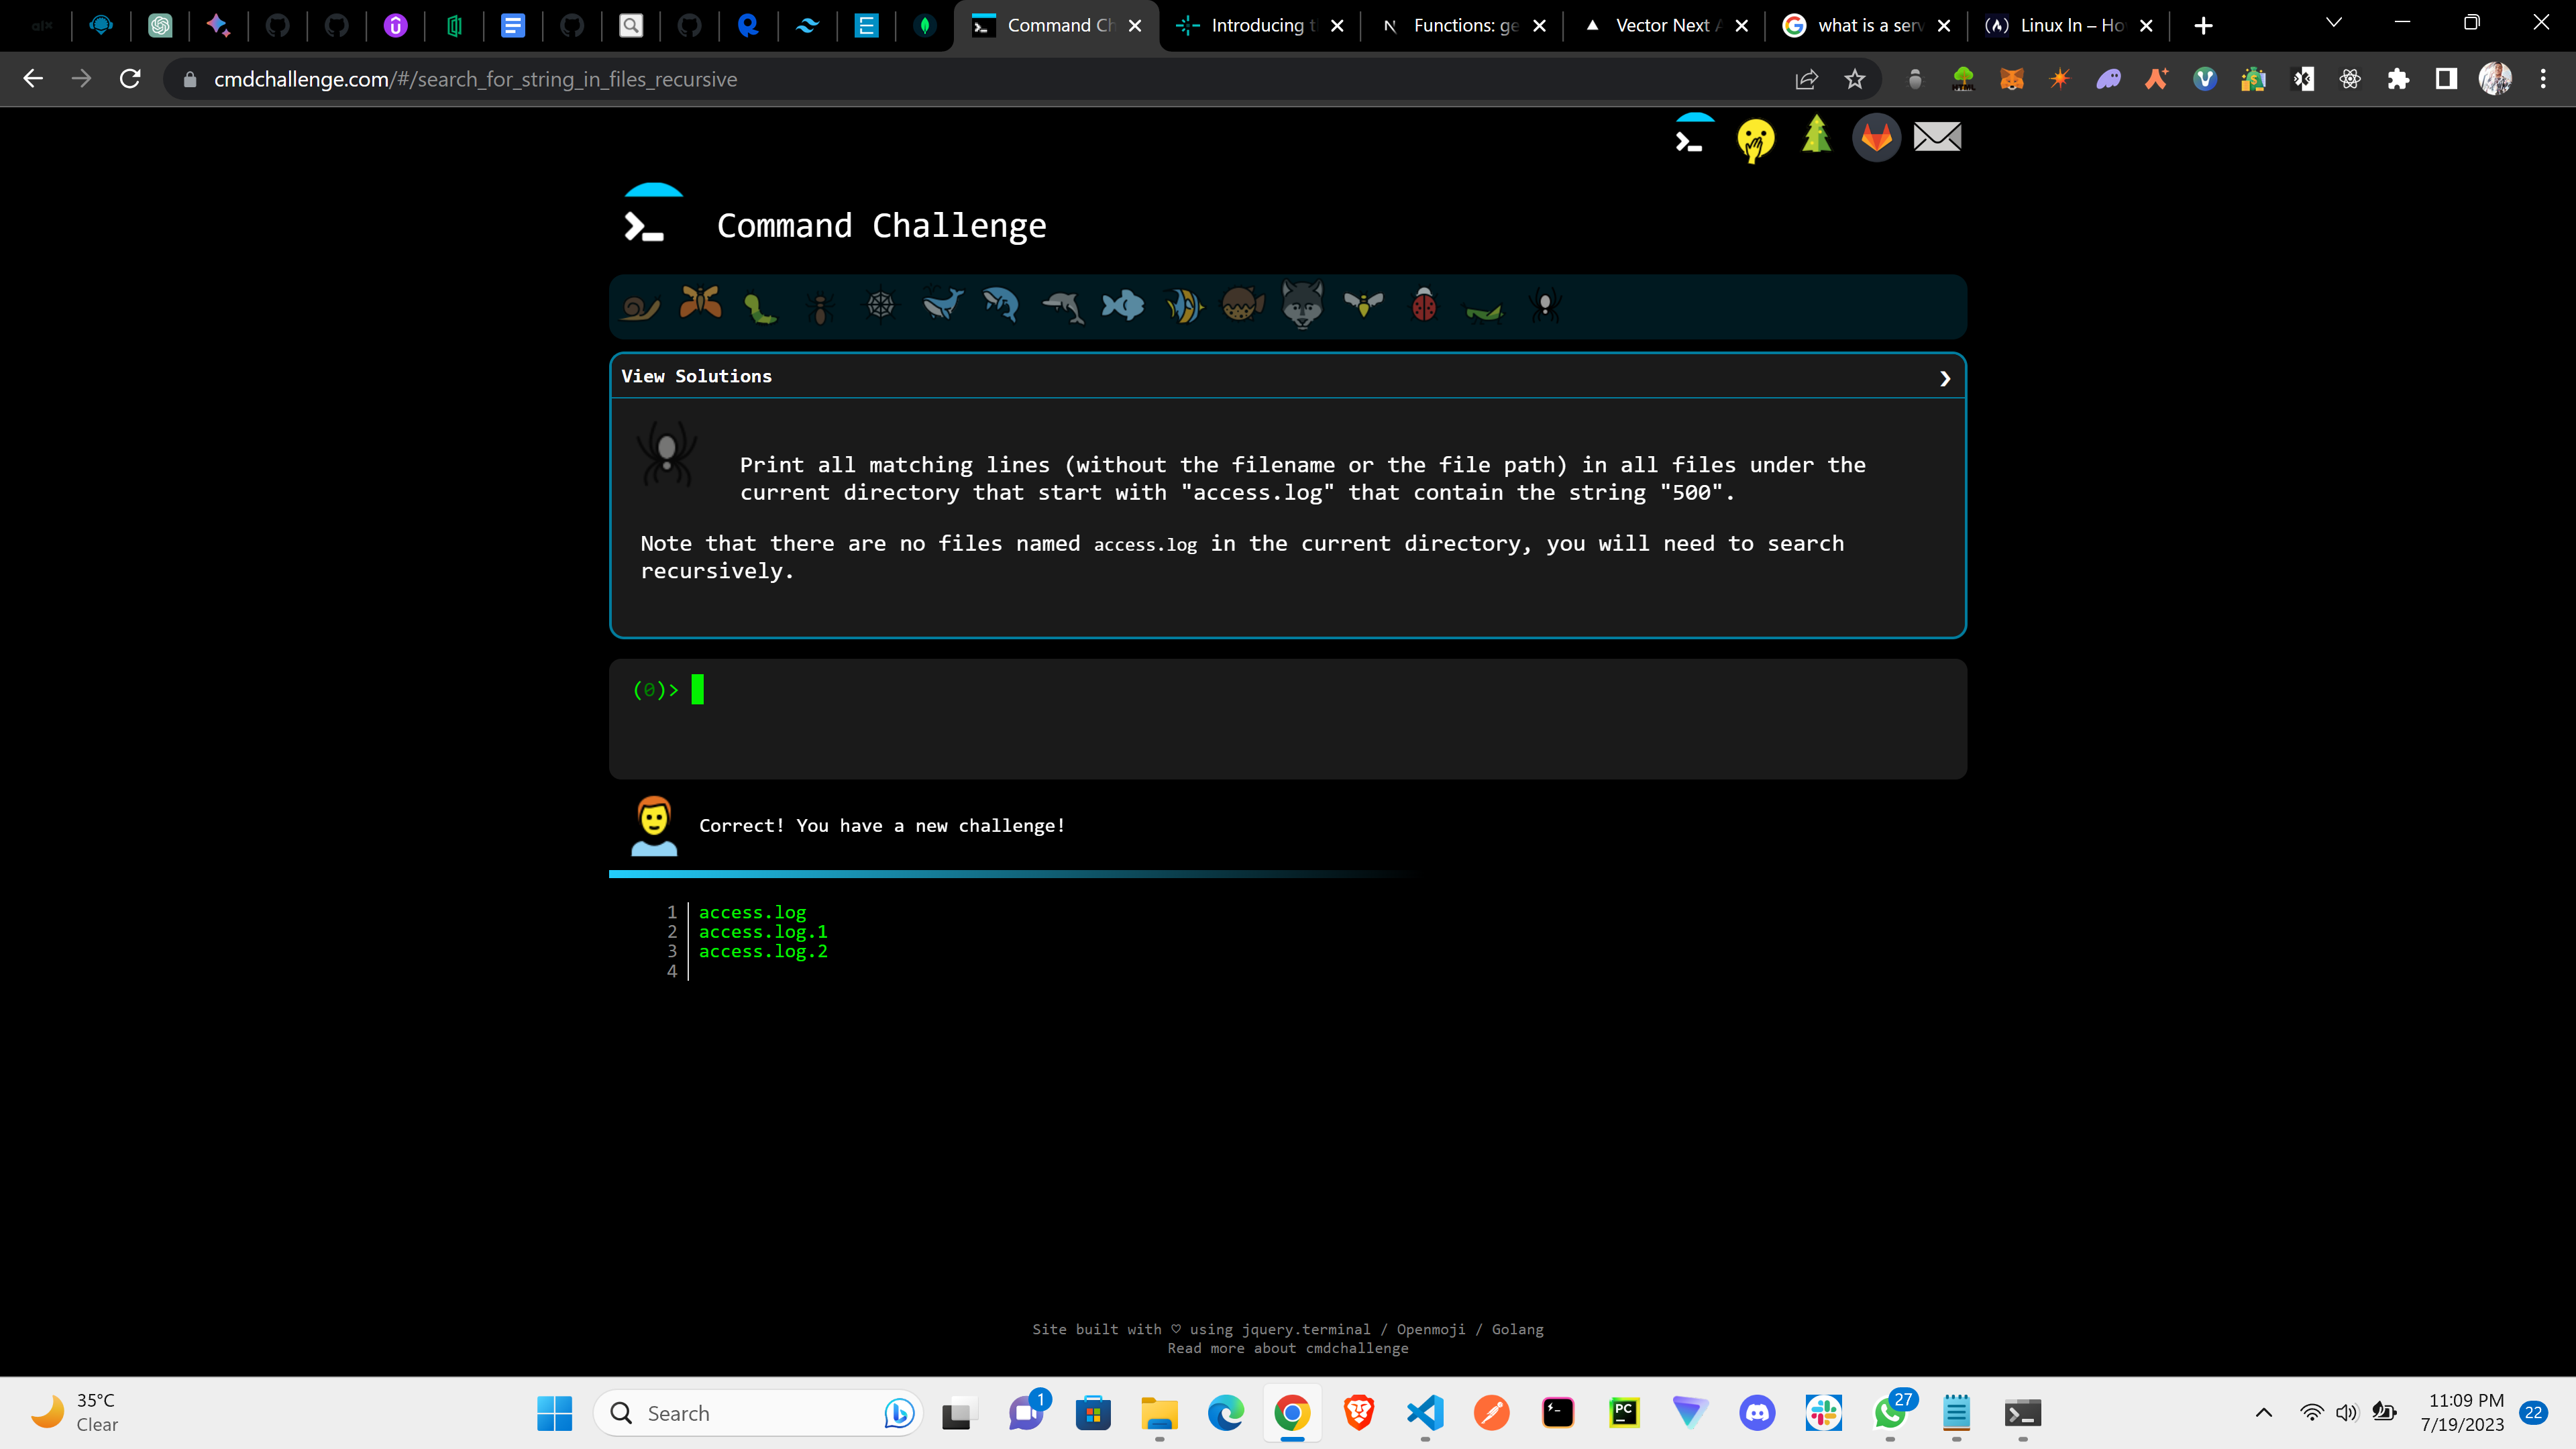 Command Ch
Introducing t
Functions: ge
Vector Next A
what is a serv
Linux In – Ho
cmdchallenge.com/#/search_for_string_in_files_recursive
Command Challenge
View Solutions
Print all matching lines (without the filename or the file path) in all files under the
current directory that start with "access.log" that contain the string "500".
Note that there are no files named access.log in the current directory, you will need to search
recursively.
(0)>
Correct! You have a new challenge!
1 access.log
2 access.log.1
3 access.log.2
4
Site built with ♡ using jquery.terminal / Openmoji / Golang
Read more about cmdchallenge
35°C
Clear
Search
1
PC
27
11:09 PM
7/19/2023
22